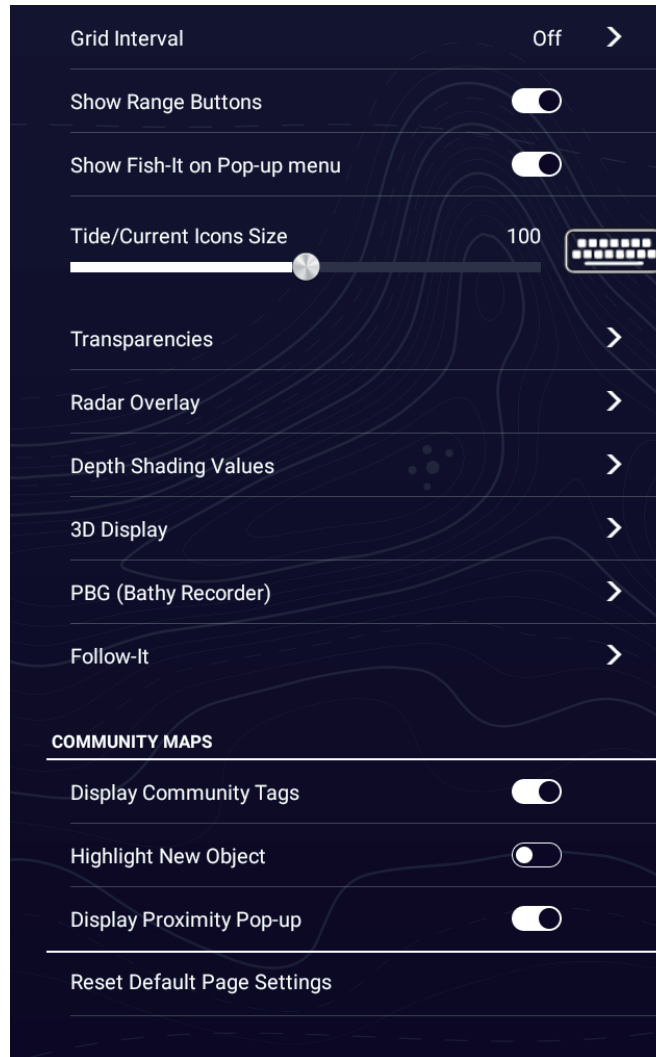 Grid Interval Off
Show Range Buttons
Show Fish-It on Pop-up menu
Tide/Current Icons Size 100
Transparencies
Radar Overlay
Depth Shading Values
3D Display
PBG (Bathy Recorder)
Follow-It
COMMUNITY MAPS
Display Community Tags
Highlight New Object
Display Proximity Pop-up
Reset Default Page Settings